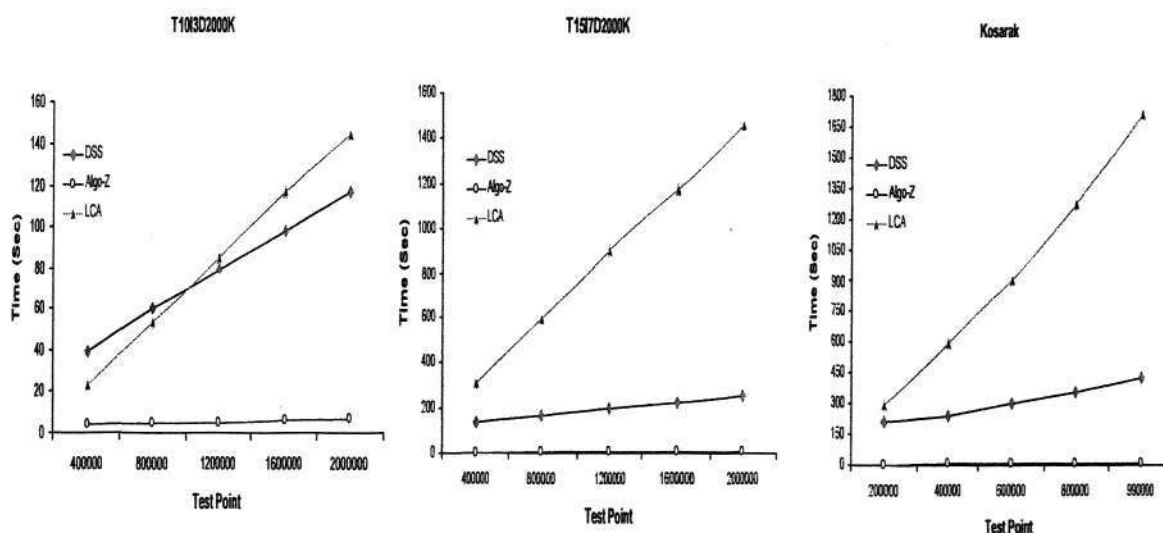 T10I3D2000K
160
140
120
100
80
60
40
20
0
Time (Sec)
DSS
Algo-Z
LCA
400000
800000
1200000
1600000
2000000
Test Point
T15I7D2000K
1600
1400
1200
1000
800
600
400
200
0
Time (Sec)
DSS
Algo-Z
LCA
400000
800000
1200000
1600000
2000000
Test Point
Kosarak
1800
1650
1500
1350
1200
1050
900
750
600
450
300
150
0
Time (Sec)
DSS
Algo-Z
LCA
200000
400000
600000
800000
990000
Test Point